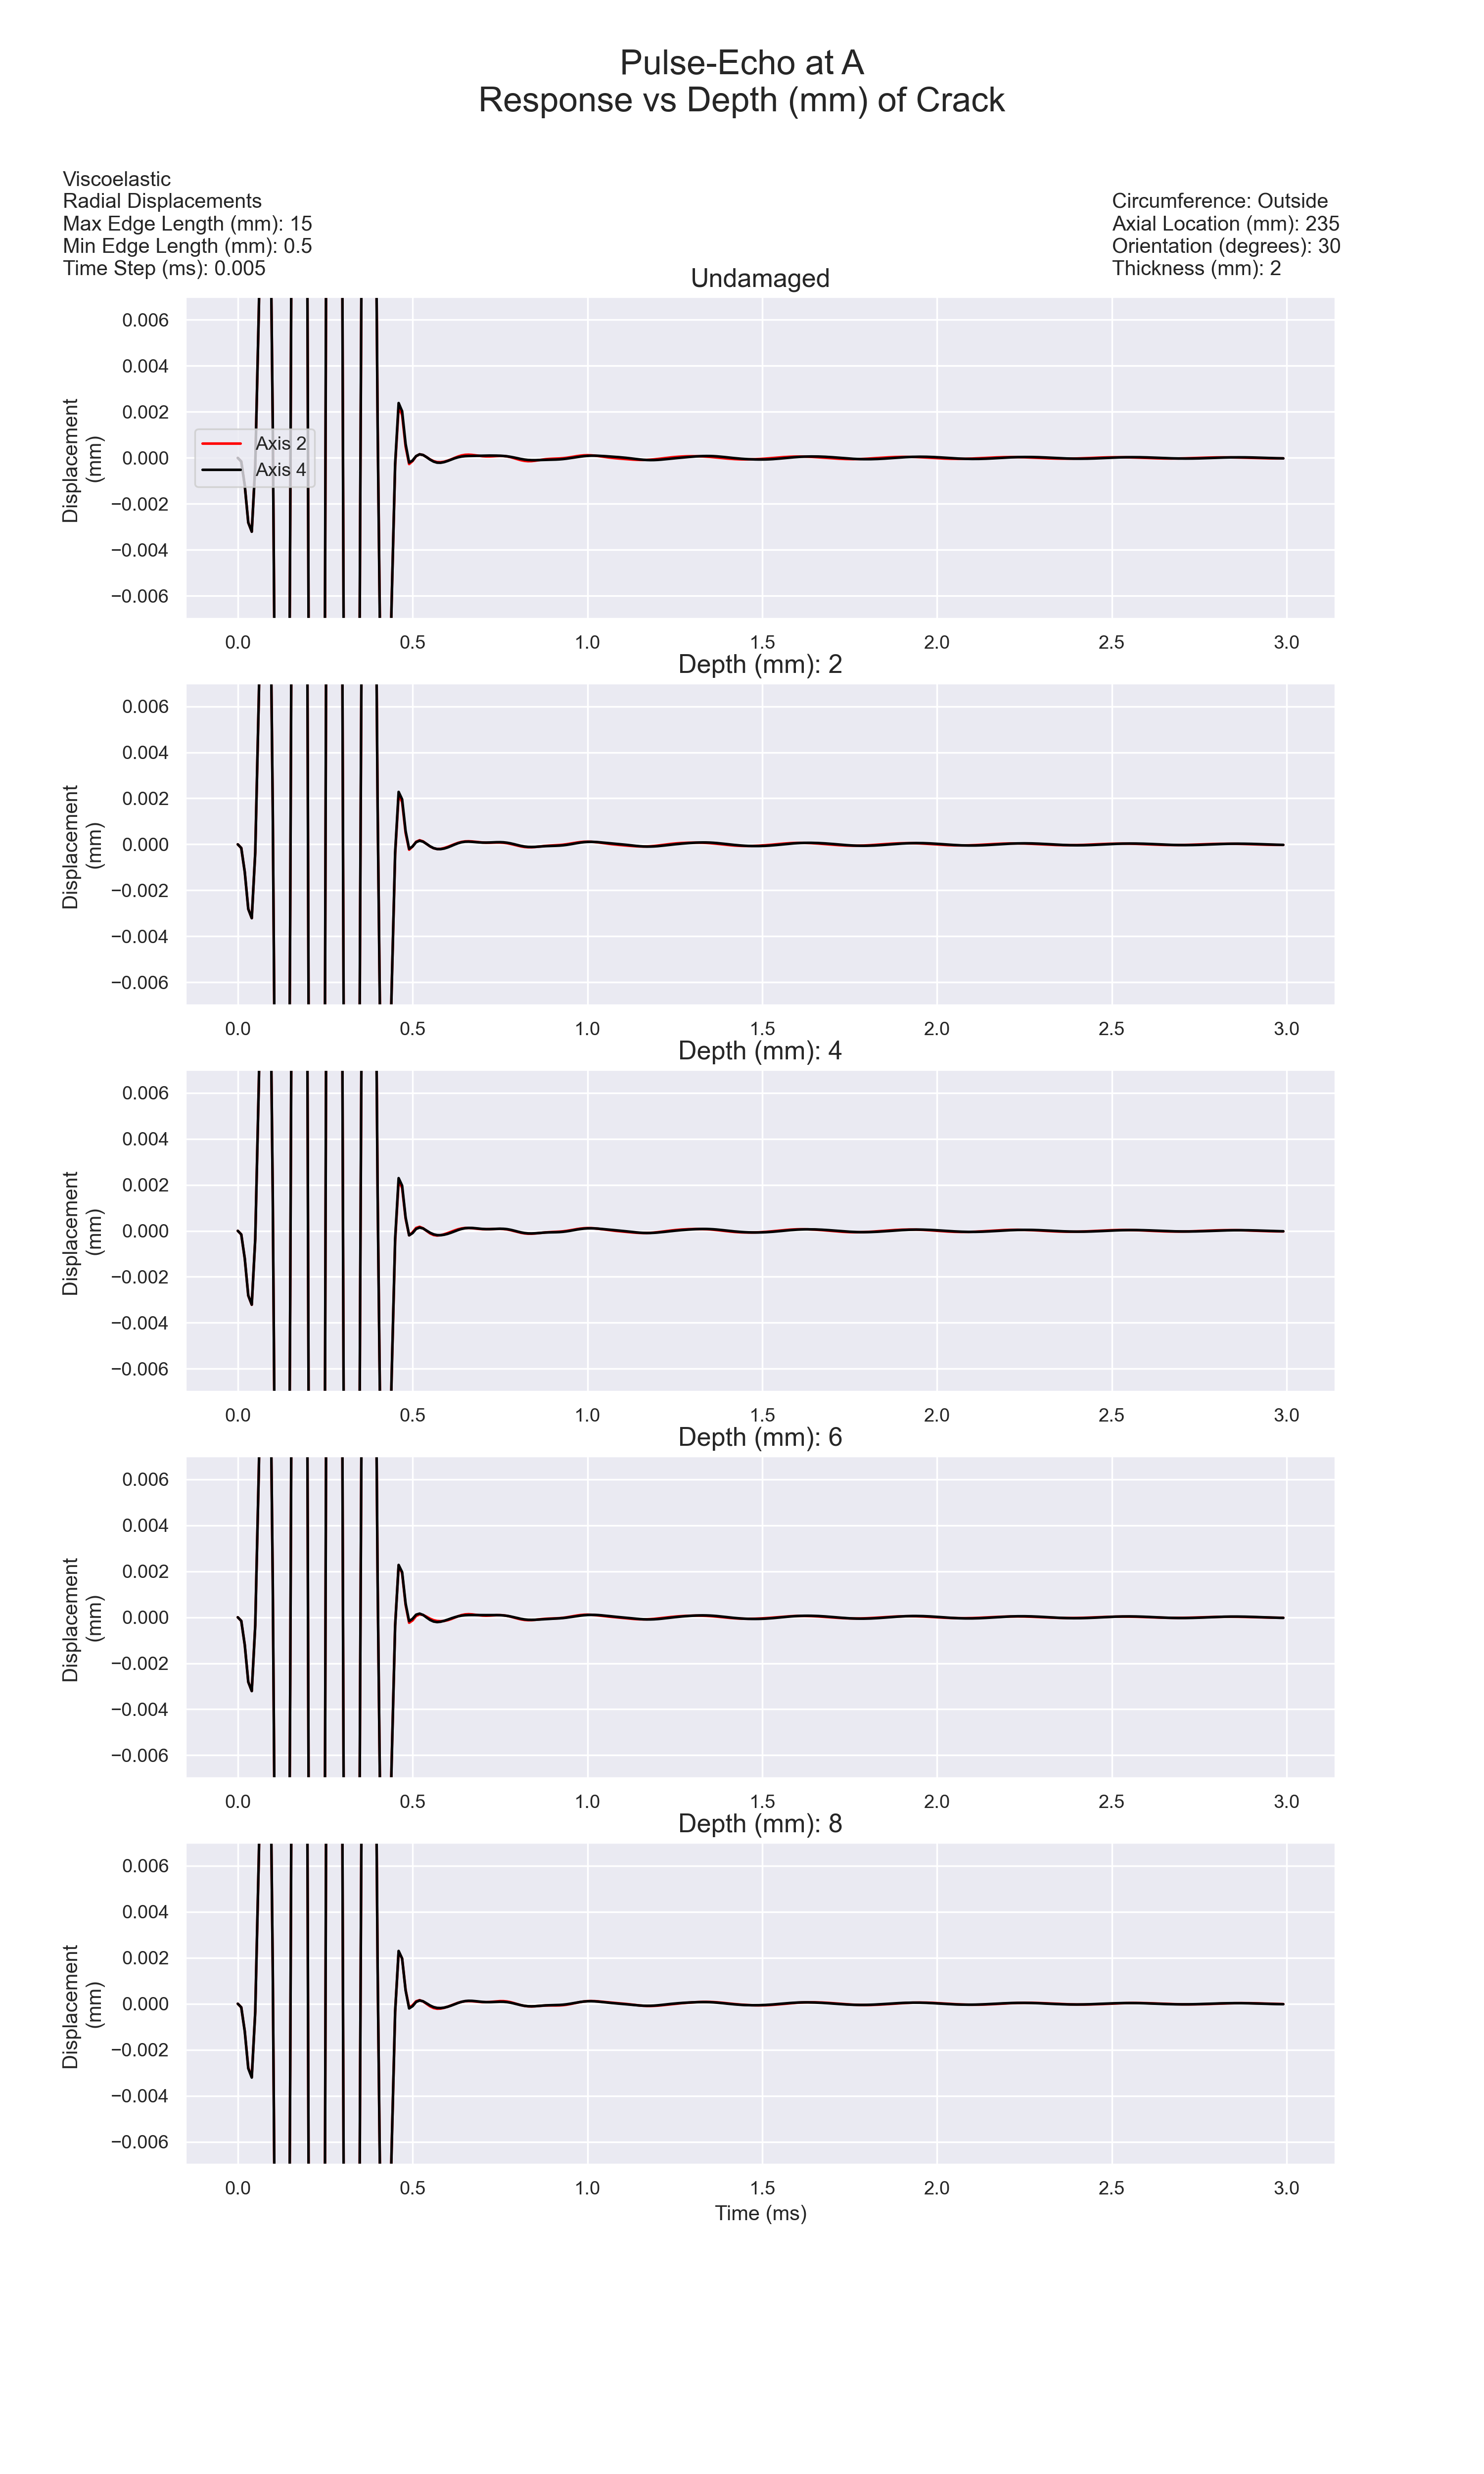 Pulse-Echo at A
Response vs Depth (mm) of Crack
Viscoelastic
Radial Displacements
Max Edge Length (mm): 15
Min Edge Length (mm): 0.5
Time Step (ms): 0.005
Circumference: Outside
Axial Location (mm): 235
Orientation (degrees): 30
Thickness (mm): 2
Undamaged
0.006
0.004
0.002
0.000
−0.002
−0.004
−0.006
Displacement
(mm)
Axis 2
Axis 4
0.0 0.5 1.0 1.5 2.0 2.5 3.0
Depth (mm): 2
0.006
0.004
0.002
0.000
−0.002
−0.004
−0.006
Displacement
(mm)
0.0 0.5 1.0 1.5 2.0 2.5 3.0
Depth (mm): 4
0.006
0.004
0.002
0.000
−0.002
−0.004
−0.006
Displacement
(mm)
0.0 0.5 1.0 1.5 2.0 2.5 3.0
Depth (mm): 6
0.006
0.004
0.002
0.000
−0.002
−0.004
−0.006
Displacement
(mm)
0.0 0.5 1.0 1.5 2.0 2.5 3.0
Depth (mm): 8
0.006
0.004
0.002
0.000
−0.002
−0.004
−0.006
Displacement
(mm)
0.0 0.5 1.0 1.5 2.0 2.5 3.0
Time (ms)